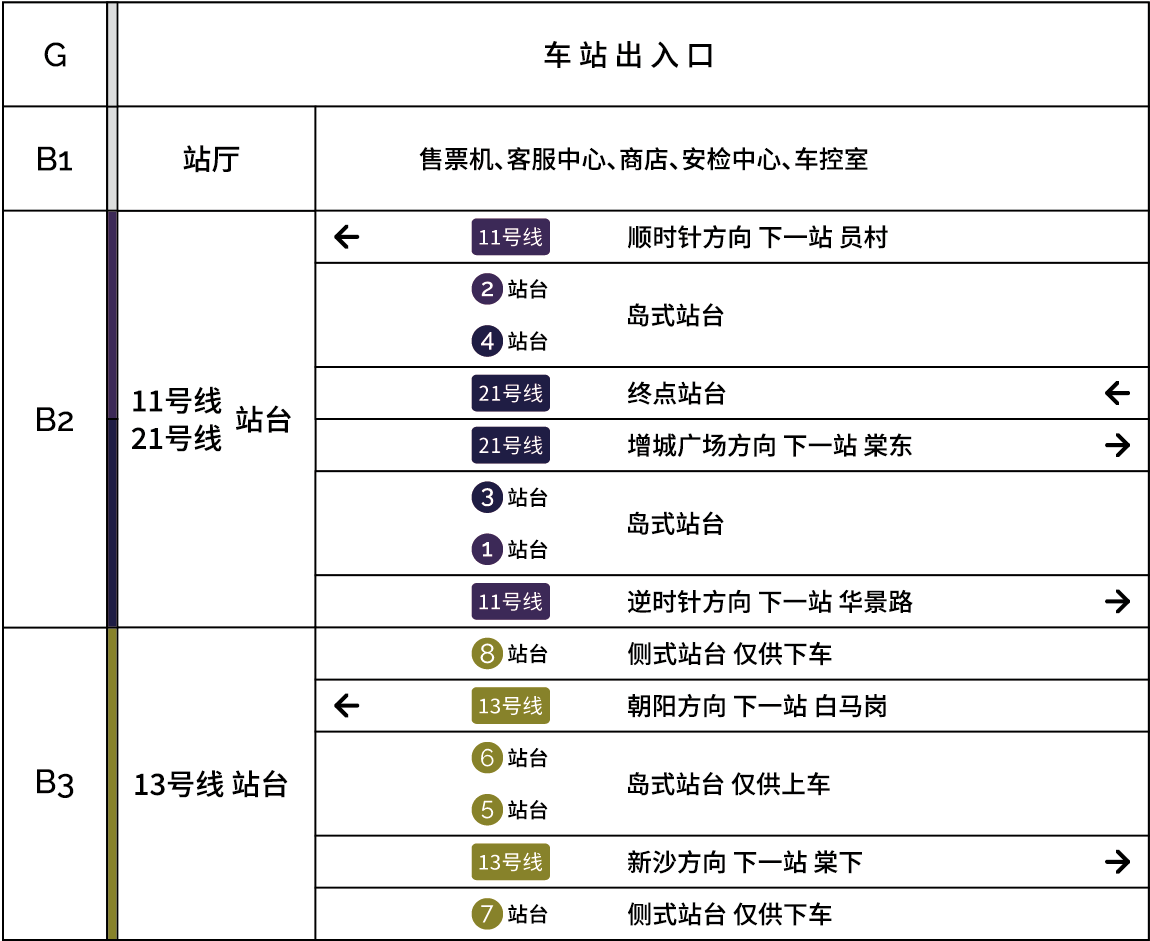 G
车站出入口
B1
站厅
售票机、客服中心、商店、安检中心、车控室
B2
11号线
21号线
站台
← 11号线 顺时针方向 下一站 员村
2 站台
岛式站台
4 站台
21号线 终点站台 ←
21号线 增城广场方向 下一站 棠东 →
3 站台
岛式站台
1 站台
11号线 逆时针方向 下一站 华景路 →
B3
13号线 站台
8 站台 侧式站台 仅供下车
← 13号线 朝阳方向 下一站 白马岗
6 站台
岛式站台 仅供上车
5 站台
13号线 新沙方向 下一站 棠下 →
7 站台 侧式站台 仅供下车